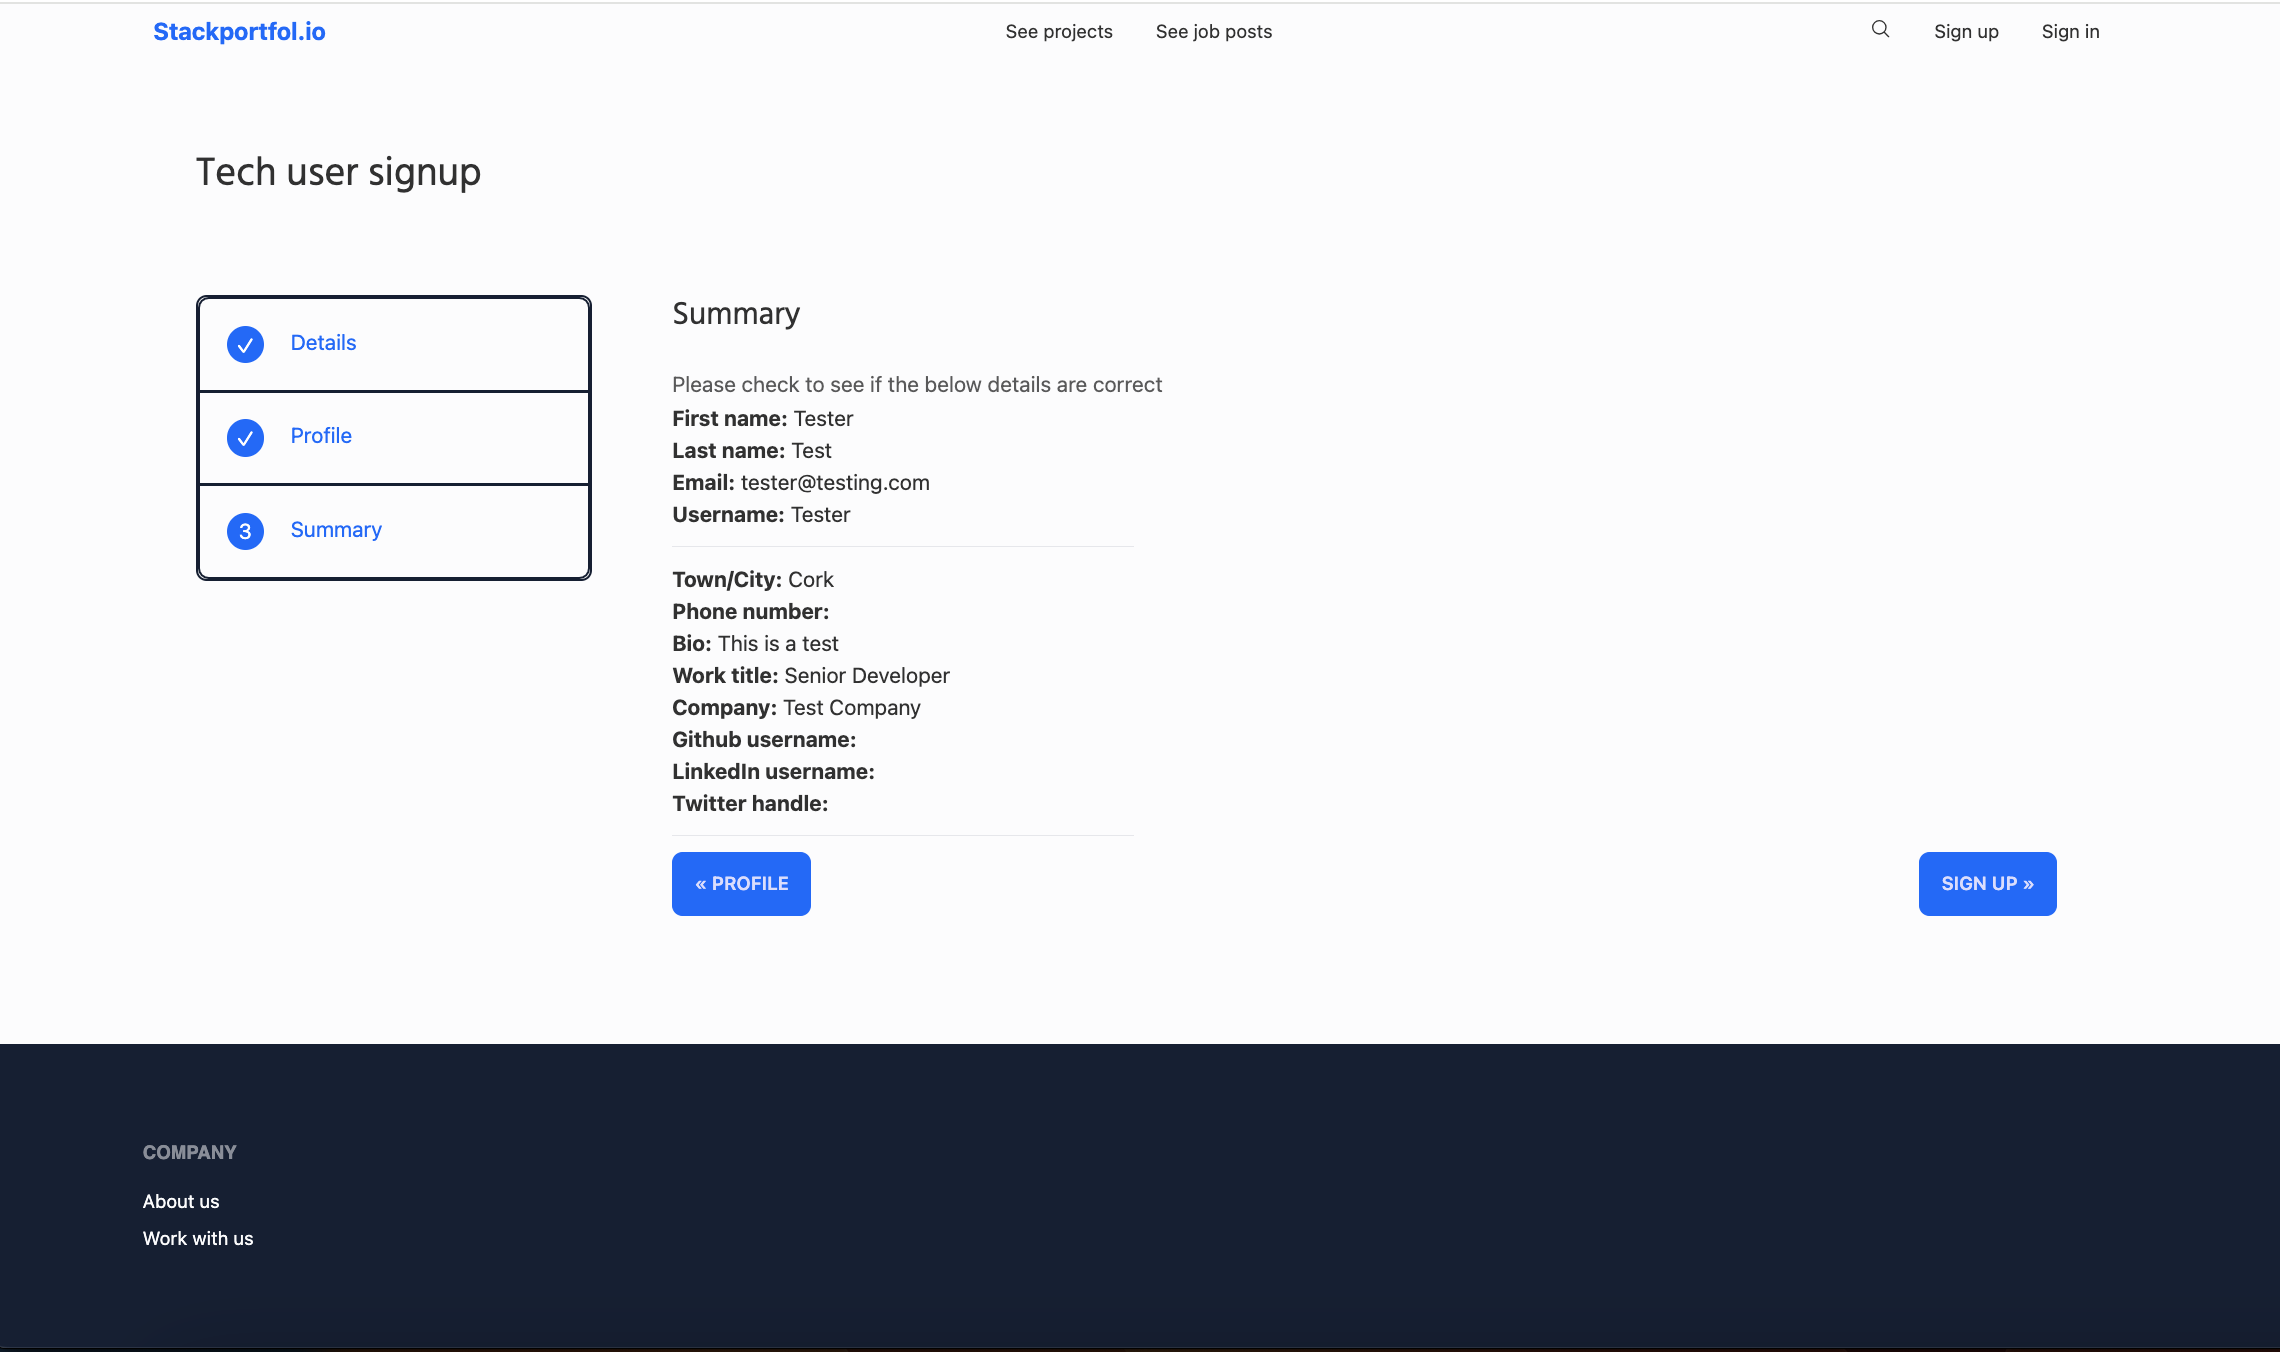 Stackportfol.io
See projects
See job posts
Sign up
Sign in
Tech user signup
Details
Profile
3 Summary
Summary
Please check to see if the below details are correct
First name: Tester
Last name: Test
Email: tester@testing.com
Username: Tester
Town/City: Cork
Phone number:
Bio: This is a test
Work title: Senior Developer
Company: Test Company
Github username:
LinkedIn username:
Twitter handle:
« PROFILE
SIGN UP »
COMPANY
About us
Work with us